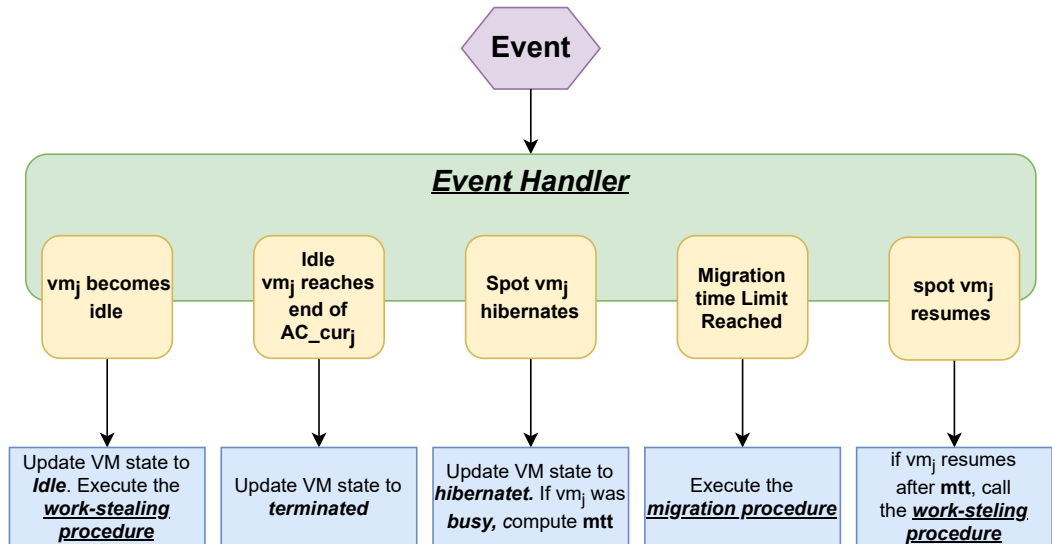 Event
Event Handler
vmj becomes
idle
Idle
vmj reaches
end of
AC_curj
Spot vmj
hibernates
Migration
time Limit
Reached
spot vmj
resumes
Update VM state to
Idle. Execute the
work-stealing
procedure
Update VM state to
terminated
Update VM state to
hibernatet. If vmj was
busy, compute mtt
Execute the
migration procedure
if vmj resumes
after mtt, call
the work-steling
procedure